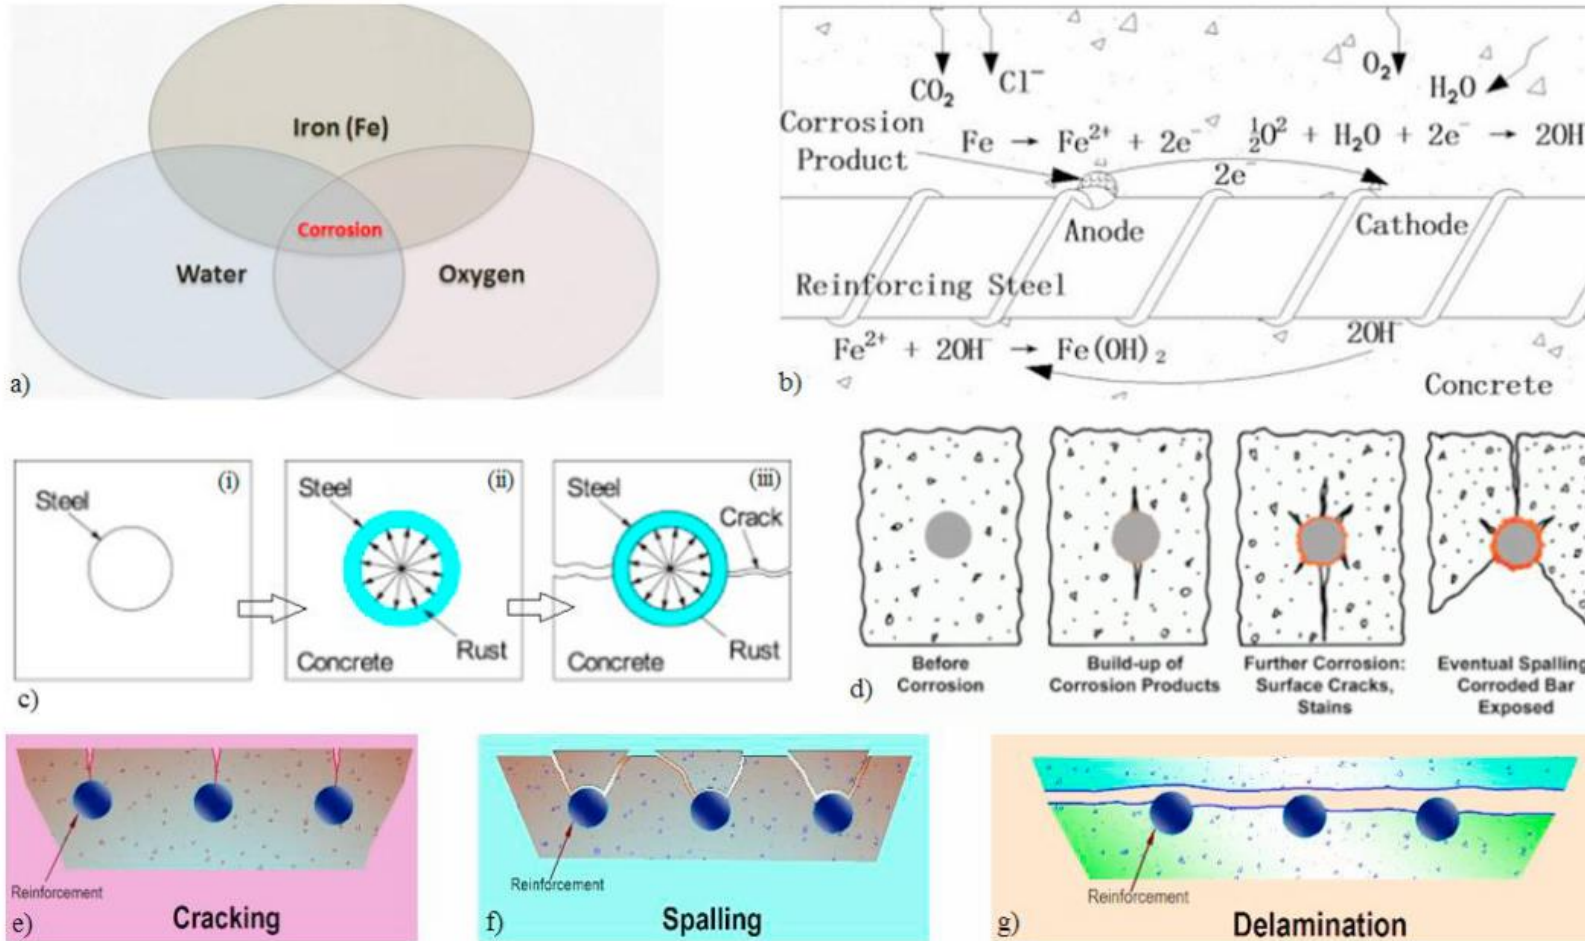 Iron (Fe)
Corrosion
Water
Oxygen
a)
CO₂
Cl⁻
O₂
H₂O
Corrosion
Product
Fe → Fe²⁺ + 2e⁻
½O² + H₂O + 2e⁻ → 2OH
2e⁻
Anode
Cathode
Reinforcing Steel
Fe²⁺ + 2OH⁻ → Fe(OH)₂
2OH⁻
b)
Concrete
(i)
Steel
(ii)
Steel
Rust
Concrete
(iii)
Steel
Crack
Rust
Concrete
c)
d)
Before
Corrosion
Build-up of
Corrosion Products
Further Corrosion:
Surface Cracks,
Stains
Eventual Spalling
Corroded Bar
Exposed
Reinforcement
e)
Cracking
Reinforcement
f)
Spalling
Reinforcement
g)
Delamination